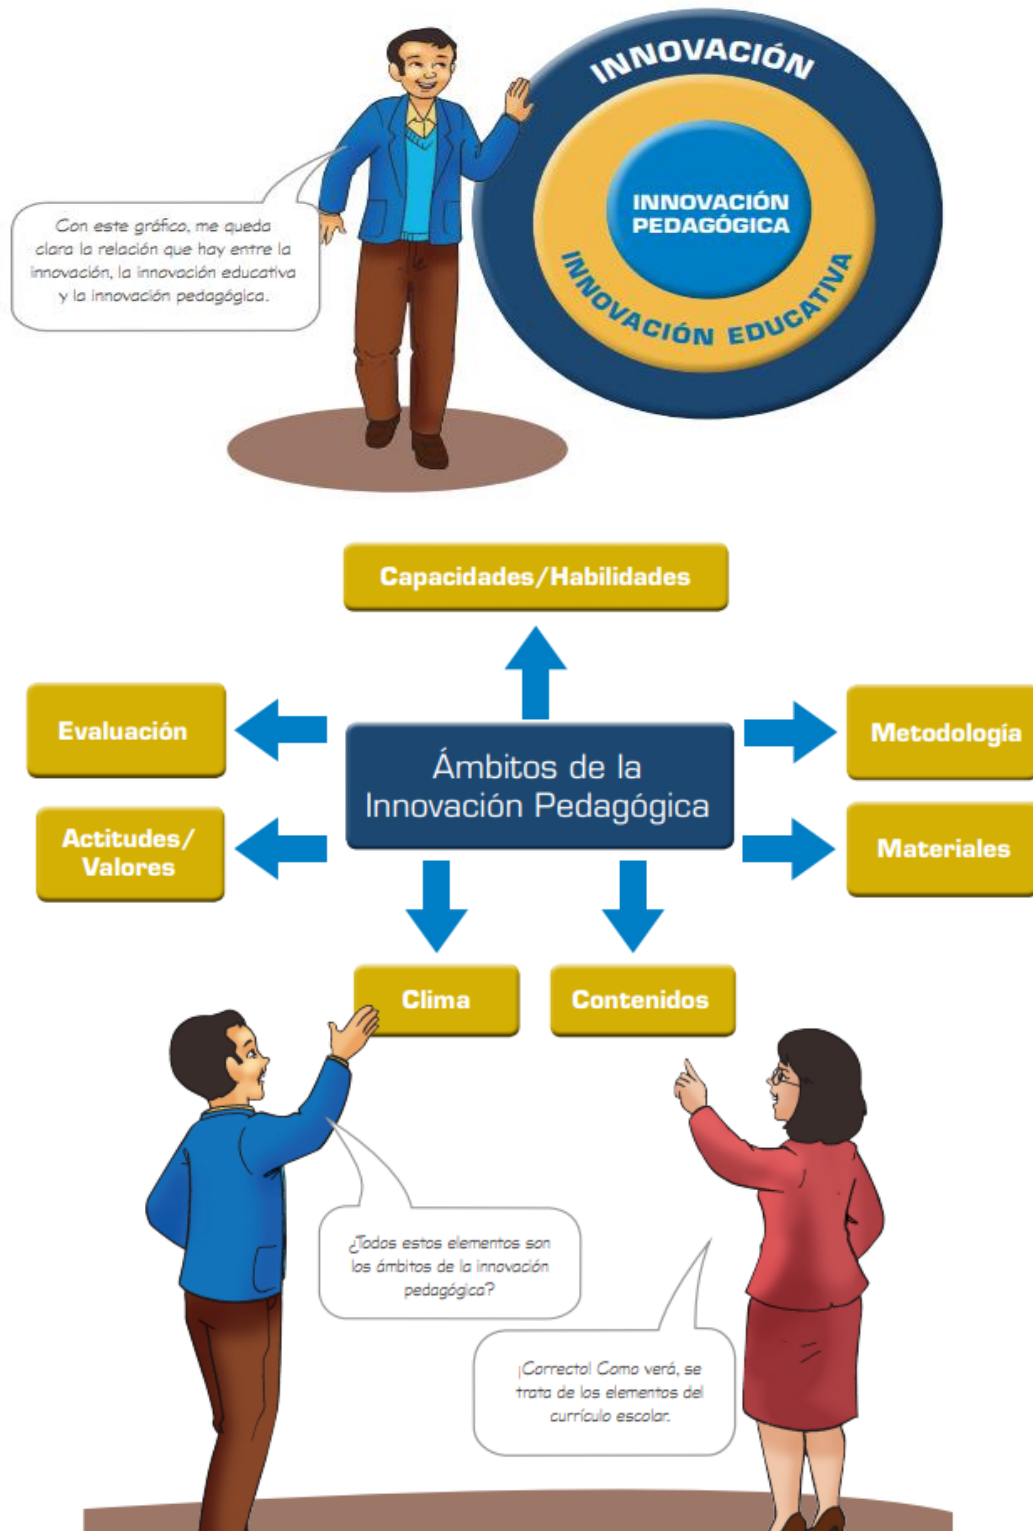 INNOVACIÓN
INNOVACIÓN
PEDAGÓGICA
INNOVACIÓN EDUCATIVA
Con este gráfico, me queda
clara la relación que hay entre la
innovación, la innovación educativa
y la innovación pedagógica.
Capacidades/Habilidades
Evaluación
Metodología
Ámbitos de la
Innovación Pedagógica
Actitudes/
Valores
Materiales
Clima
Contenidos
¿Todos estos elementos son
los ámbitos de la innovación
pedagógica?
¡Correcto! Como verá, se
trata de los elementos del
currículo escolar.